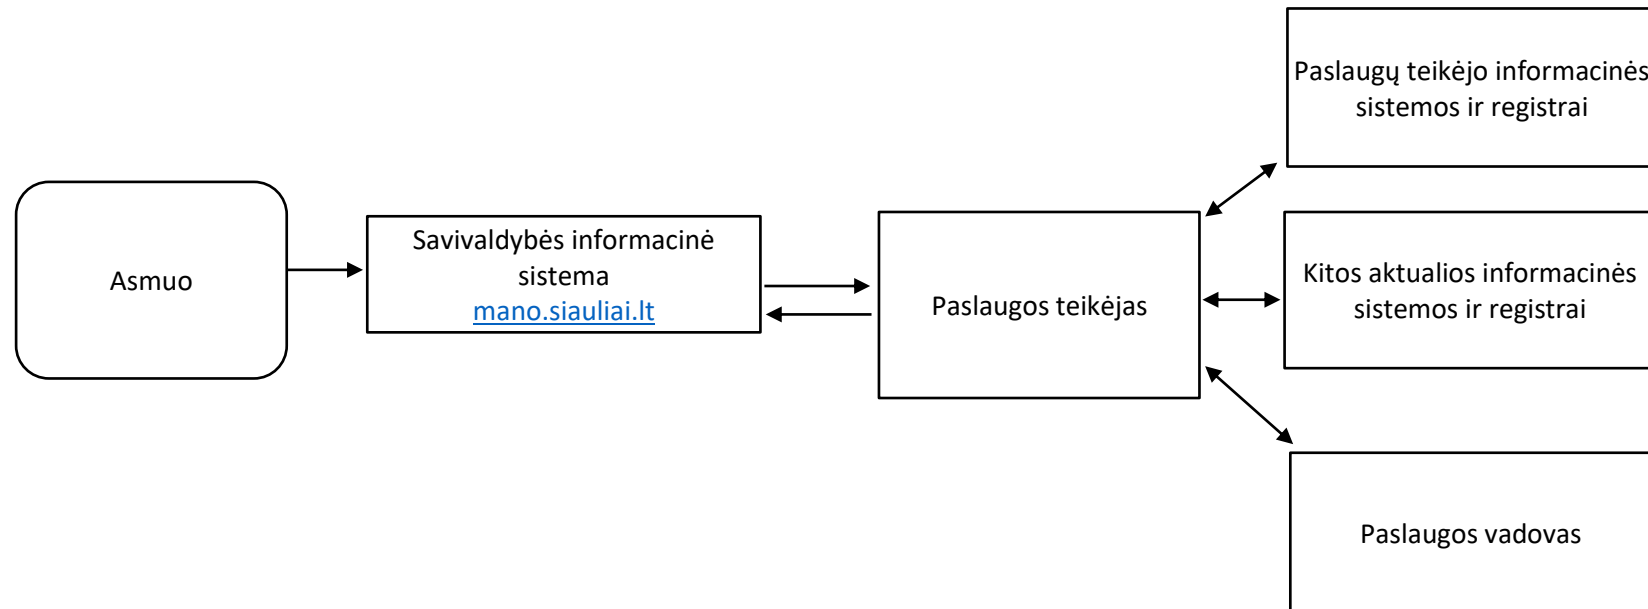 Paslaugų teikėjo informacinės
sistemos ir registrai
Asmuo
Savivaldybės informacinė
sistema
mano.siauliai.lt
Paslaugos teikėjas
Kitos aktualios informacinės
sistemos ir registrai
Paslaugos vadovas